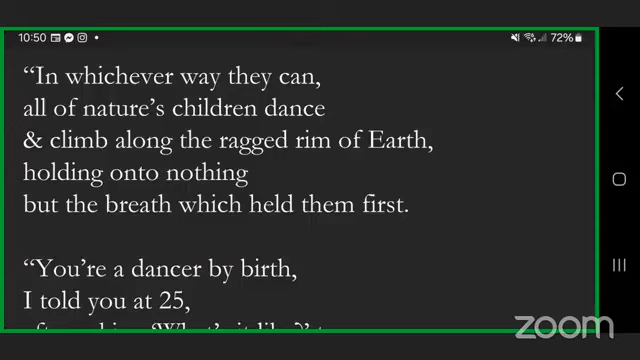 10:50
72%
“In whichever way they can,
all of nature’s children dance
& climb along the ragged rim of Earth,
holding onto nothing
but the breath which held them first.
“You’re a dancer by birth,
I told you at 25,
zoom